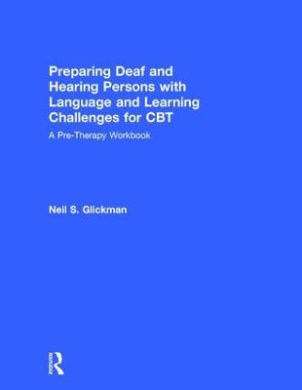 Preparing Deaf and
Hearing Persons with
Language and Learning
Challenges for CBT
A Pre-Therapy Workbook
Neil S. Glickman
R